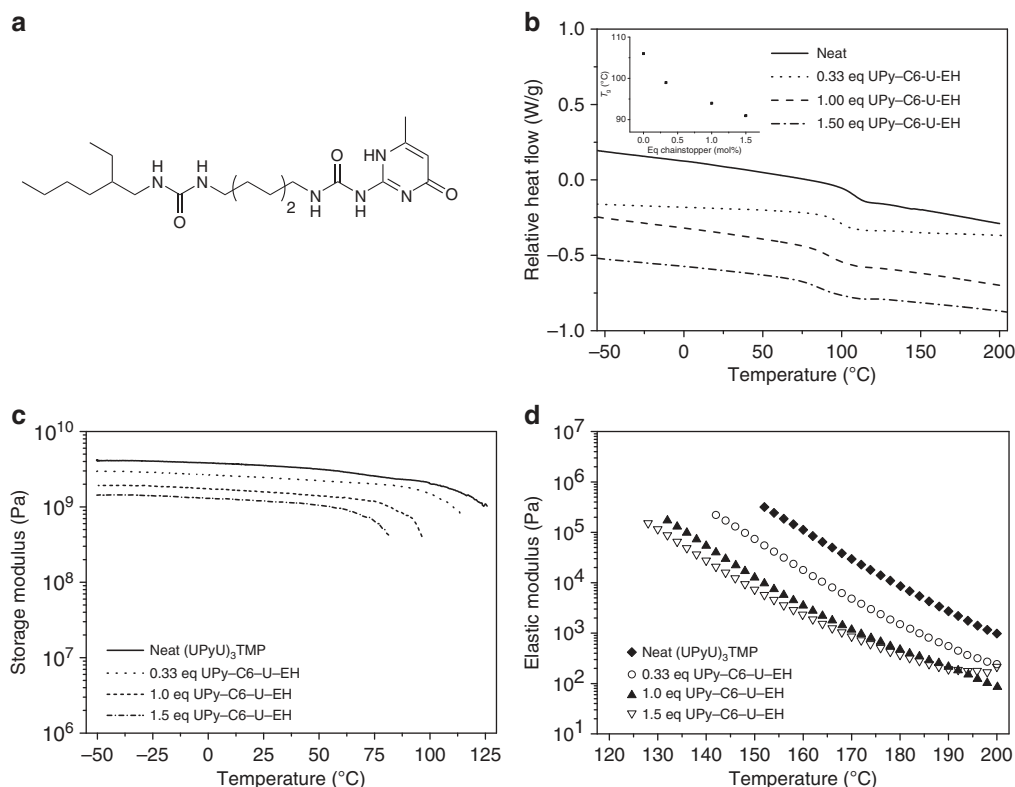 a
H
N
H
N
O
2
N
H
O
N
H
HN
N
O
b
1.0
0.5
0.0
−0.5
−1.0
Relative heat flow (W/g)
110
100
90
Tg (°C)
0.0 0.5 1.0 1.5
Eq chainstopper (mol%)
Neat
0.33 eq UPy–C6-U-EH
1.00 eq UPy–C6-U-EH
1.50 eq UPy–C6-U-EH
−50 0 50 100 150 200
Temperature (°C)
c
10^10
10^9
10^8
10^7
10^6
Storage modulus (Pa)
Neat (UPyU)3TMP
0.33 eq UPy–C6–U–EH
1.0 eq UPy–C6–U–EH
1.5 eq UPy–C6–U–EH
−50 −25 0 25 50 75 100 125
Temperature (°C)
d
10^7
10^6
10^5
10^4
10^3
10^2
10^1
Elastic modulus (Pa)
Neat (UPyU)3TMP
0.33 eq UPy–C6–U–EH
1.0 eq UPy–C6–U–EH
1.5 eq UPy–C6–U–EH
120 130 140 150 160 170 180 190 200
Temperature (°C)